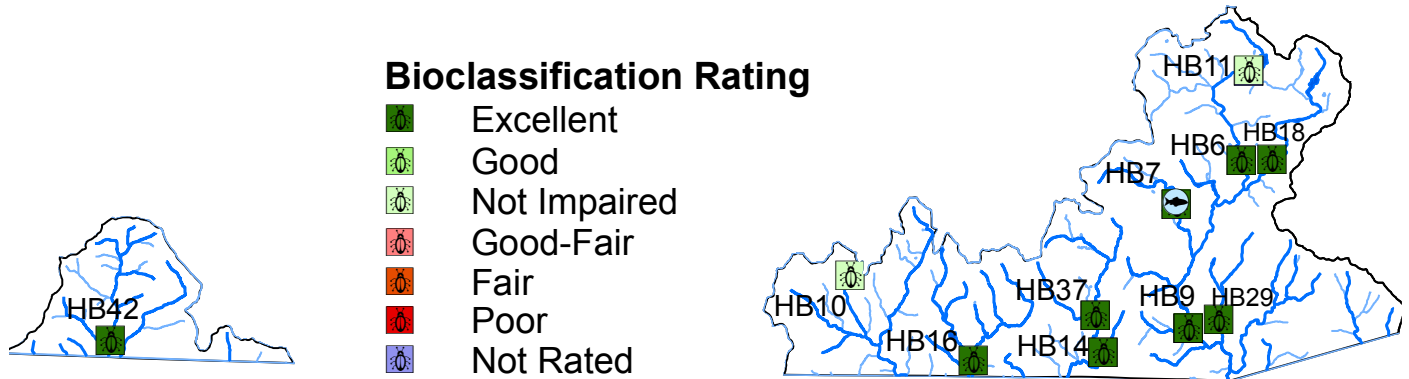 Bioclassification Rating
Excellent
Good
Not Impaired
Good-Fair
Fair
Poor
Not Rated
HB42
HB11
HB18
HB6
HB7
HB10
HB37
HB9
HB29
HB16
HB14